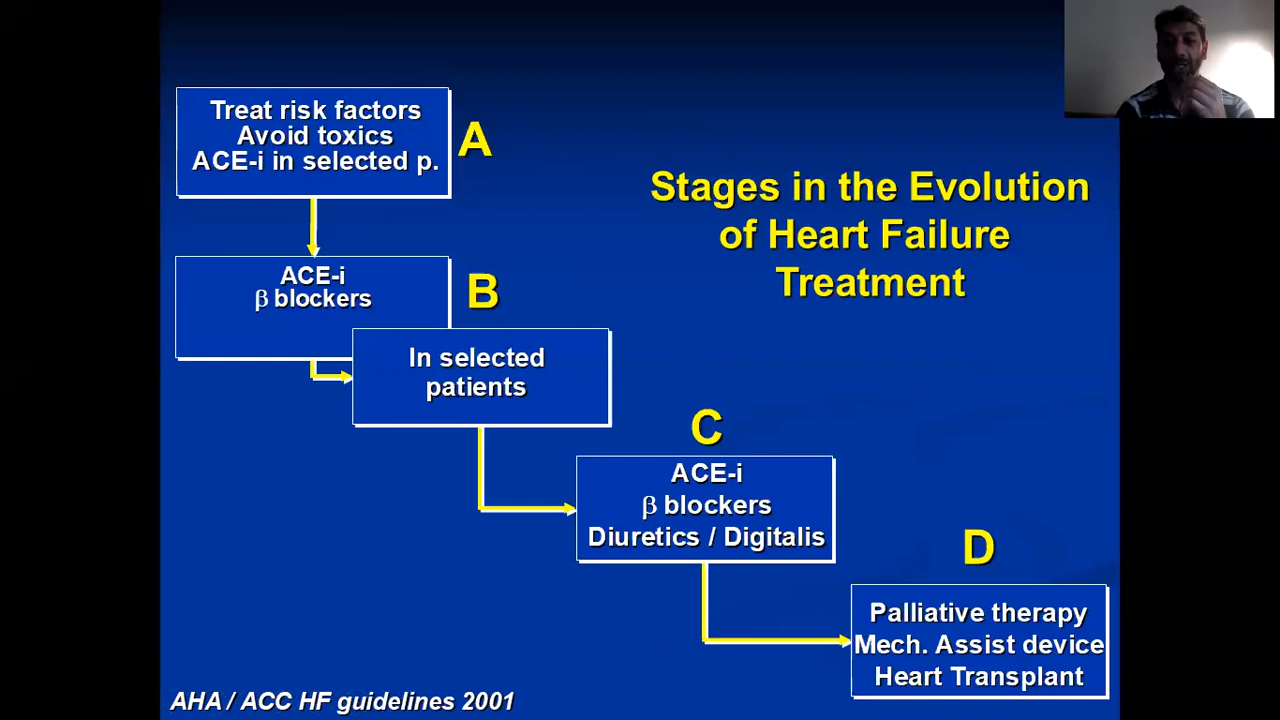 Treat risk factors
Avoid toxics
ACE-i in selected p.
A
Stages in the Evolution
of Heart Failure
Treatment
ACE-i
β blockers
B
In selected
patients
C
ACE-i
β blockers
Diuretics / Digitalis
D
Palliative therapy
Mech. Assist device
Heart Transplant
AHA / ACC HF guidelines 2001